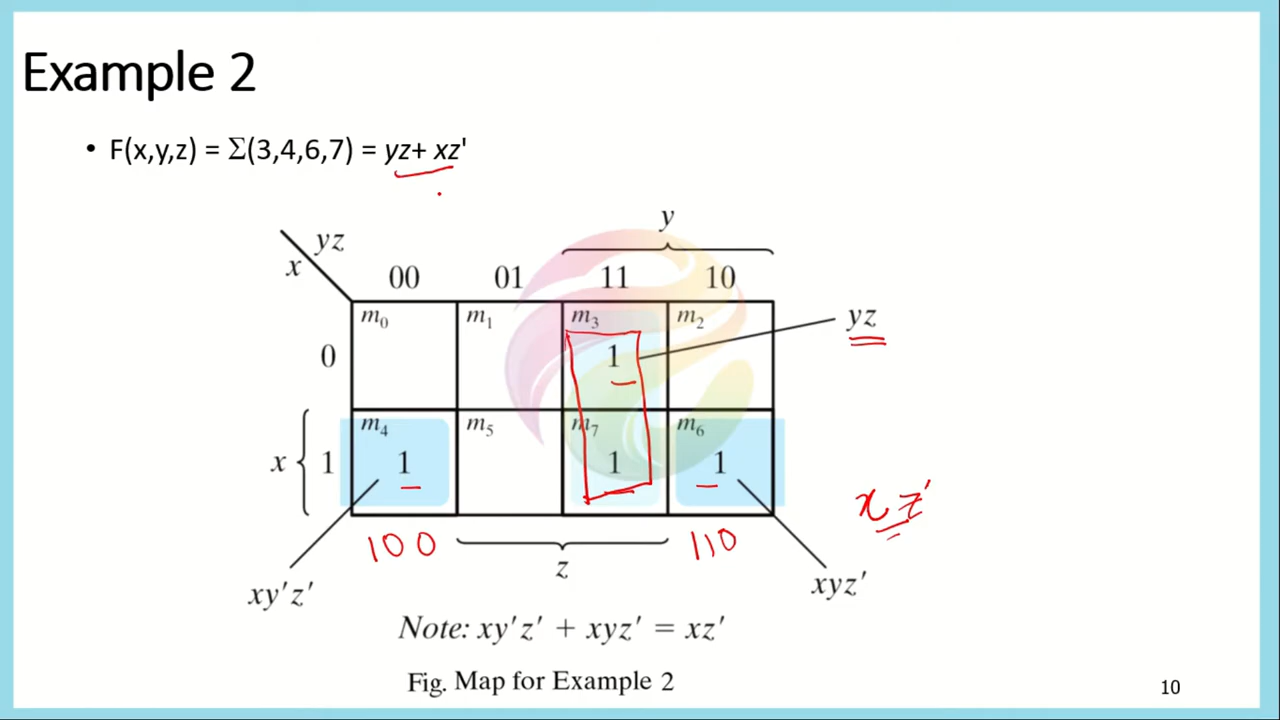 Example 2
• F(x,y,z) = Σ(3,4,6,7) = yz+ xz'
y
yz
x
00 01 11 10
m₀ m₁ m₃ m₂
yz
0 1
m₄ m₅ m₇ m₆
x 1 1 1 1
x z'
100 z 110
xy'z' xyz'
Note: xy'z' + xyz' = xz'
Fig. Map for Example 2
10